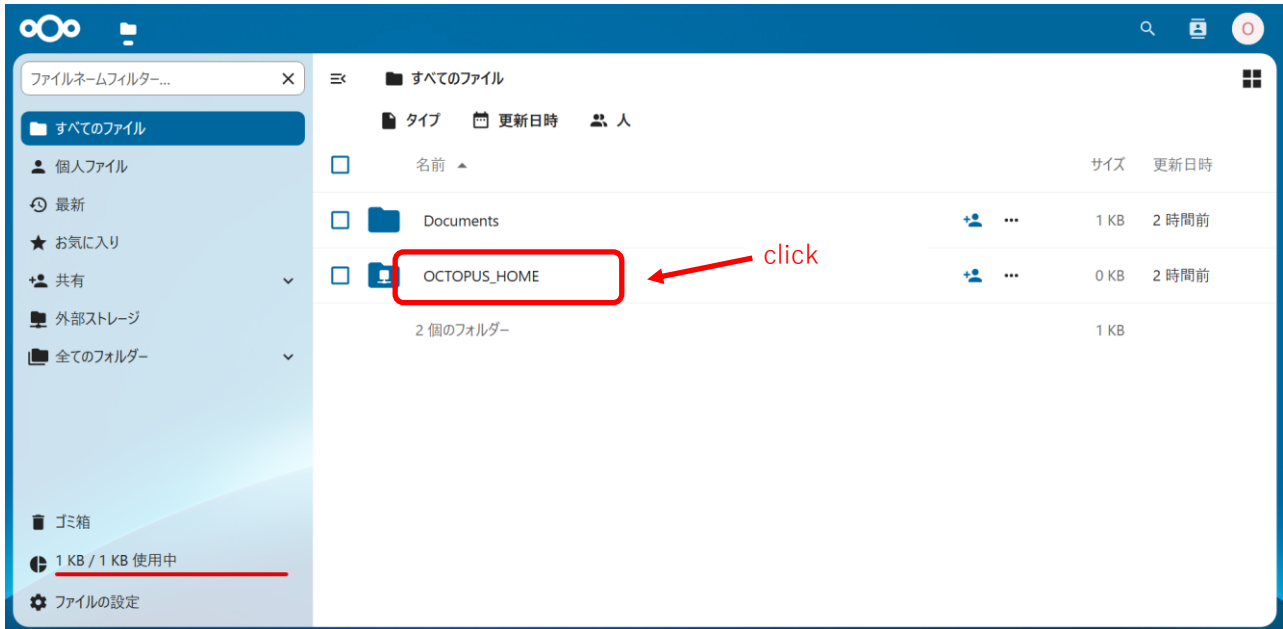 O
ファイルネームフィルター...
すべてのファイル
個人ファイル
最新
お気に入り
共有
外部ストレージ
全てのフォルダー
ゴミ箱
1 KB / 1 KB 使用中
ファイルの設定
すべてのファイル
タイプ 更新日時 人
名前 サイズ 更新日時
Documents 1 KB 2 時間前
OCTOPUS_HOME 0 KB 2 時間前
click
2 個のフォルダー 1 KB